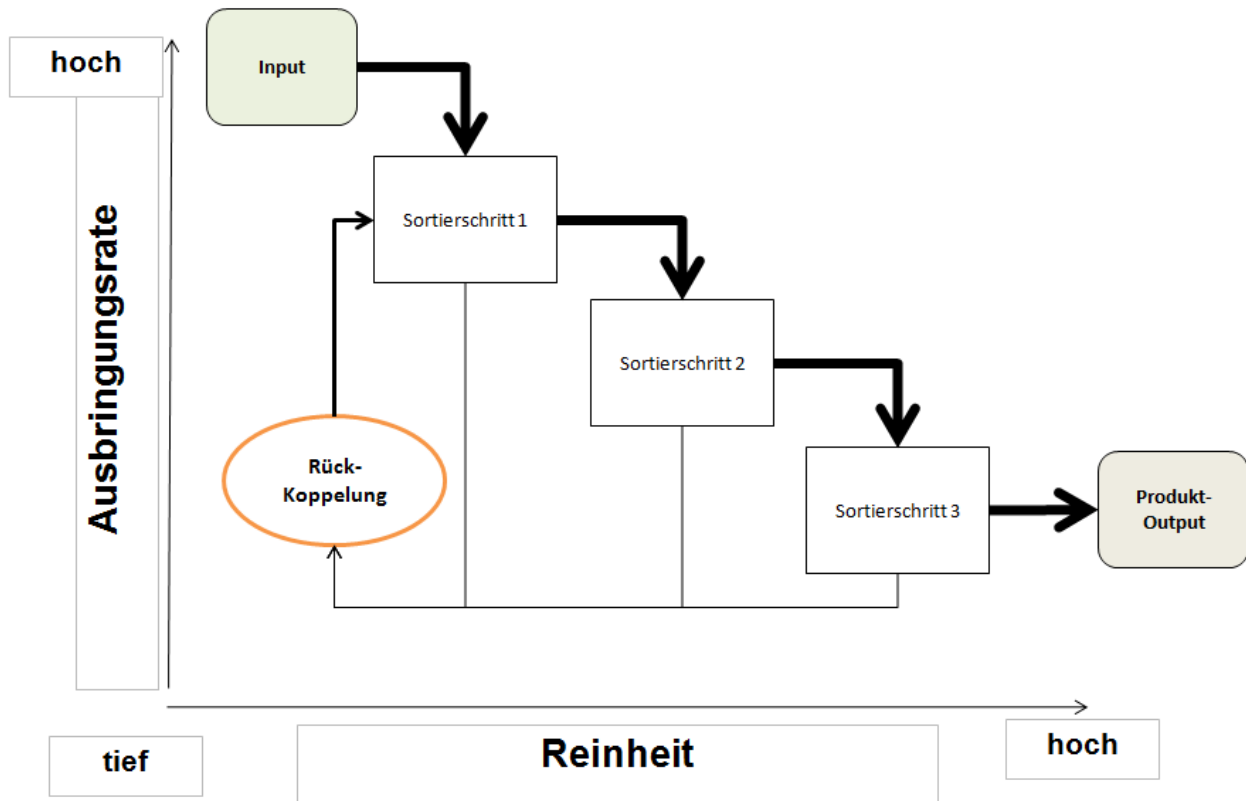 hoch
Input
Ausbringungsrate
Sortierschritt 1
Sortierschritt 2
Rück-
Koppelung
Sortierschritt 3
Produkt-
Output
tief
Reinheit
hoch